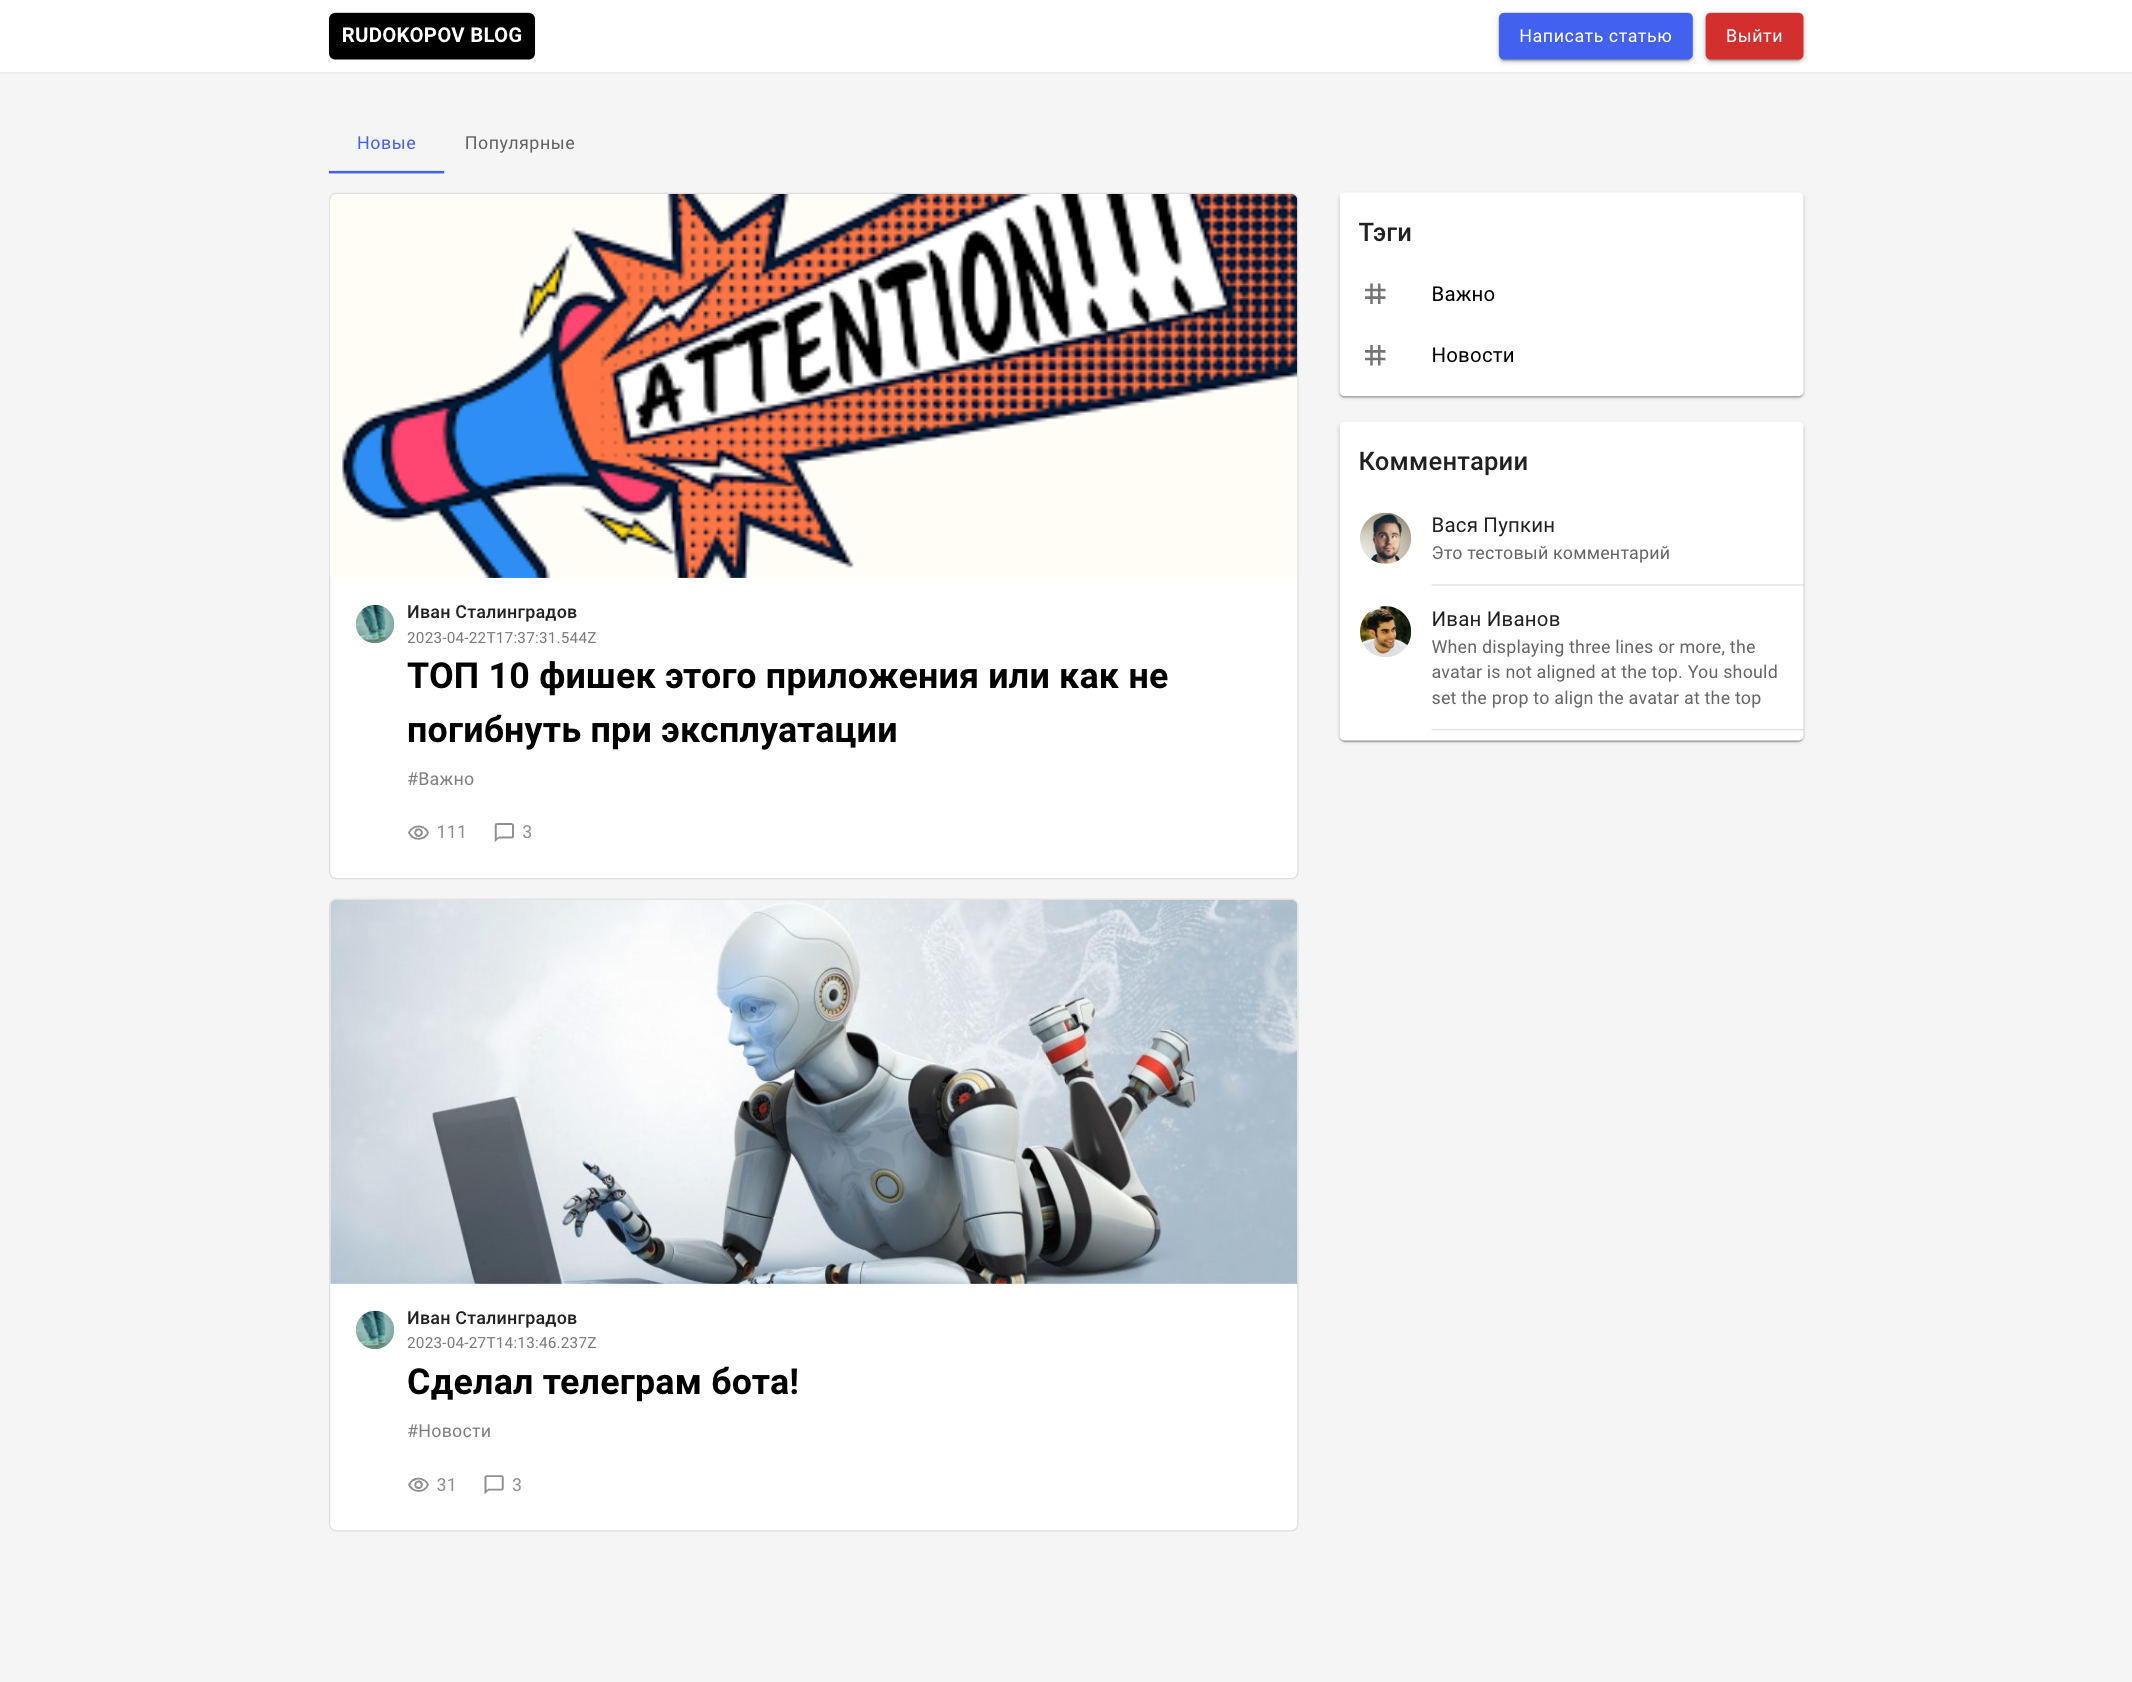 RUDOKOPOV BLOG
Написать статью
Выйти
Новые
Популярные
ATTENTION!!!
Иван Сталинградов
2023-04-22T17:37:31.544Z
ТОП 10 фишек этого приложения или как не
погибнуть при эксплуатации
#Важно
111
3
Иван Сталинградов
2023-04-27T14:13:46.237Z
Сделал телеграм бота!
#Новости
31
3
Тэги
Важно
Новости
Комментарии
Вася Пупкин
Это тестовый комментарий
Иван Иванов
When displaying three lines or more, the
avatar is not aligned at the top. You should
set the prop to align the avatar at the top